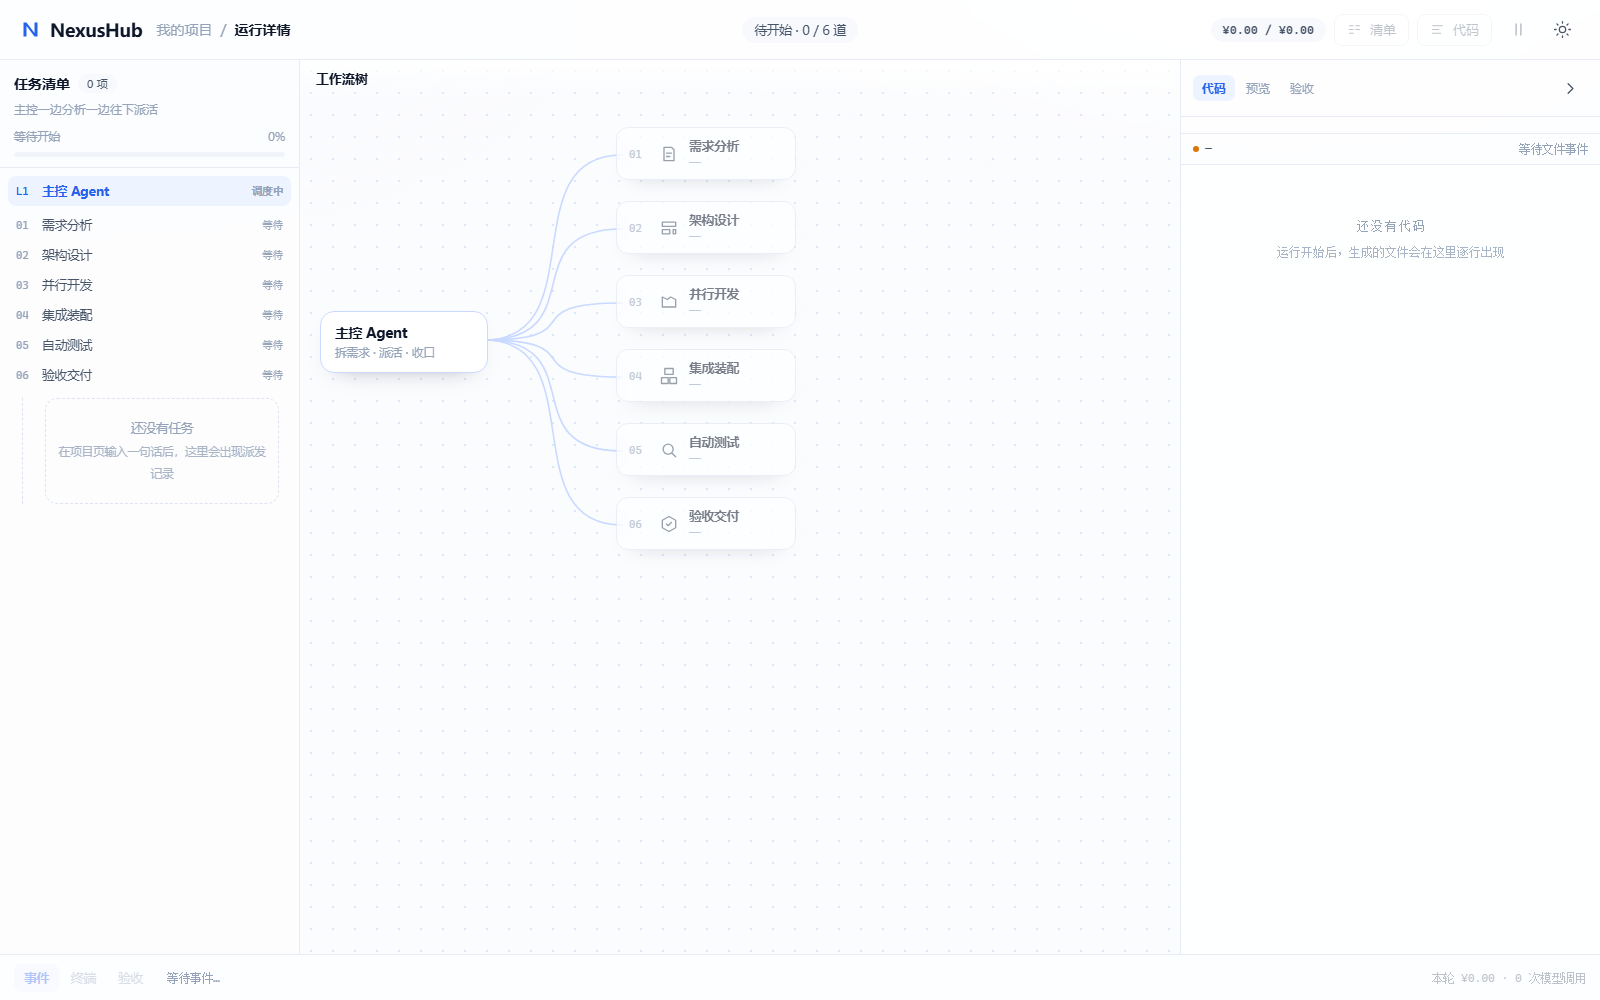 NexusHub 我的项目 / 运行详情
待开始 · 0 / 6 道
¥0.00 / ¥0.00
清单
代码
任务清单 0 项
主控一边分析一边往下派活
等待开始 0%
L1 主控 Agent 调度中
01 需求分析 等待
02 架构设计 等待
03 并行开发 等待
04 集成装配 等待
05 自动测试 等待
06 验收交付 等待
还没有任务
在项目页输入一句话后，这里会出现派发
记录
工作流树
主控 Agent
拆需求 · 派活 · 收口
01 需求分析
—
02 架构设计
—
03 并行开发
—
04 集成装配
—
05 自动测试
—
06 验收交付
—
代码 预览 验收
— 等待文件事件
还没有代码
运行开始后，生成的文件会在这里逐行出现
事件 终端 验收 等待事件…
本轮 ¥0.00 · 0 次模型调用